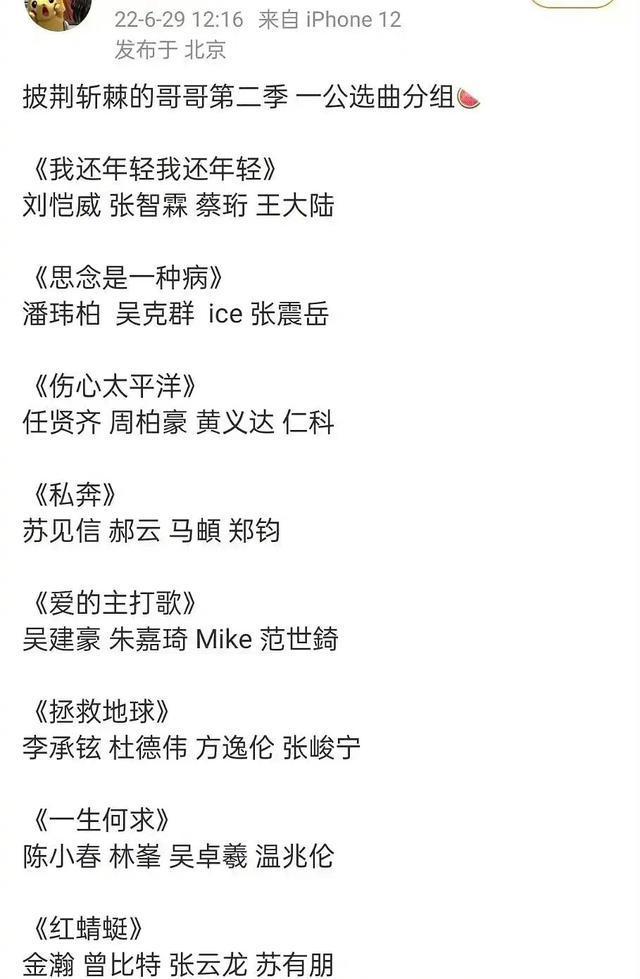 22-6-29 12:16 来自 iPhone 12
发布于 北京
披荆斩棘的哥哥第二季 一公选曲分组🍉
《我还年轻我还年轻》
刘恺威 张智霖 蔡珩 王大陆
《思念是一种病》
潘玮柏 吴克群 ice 张震岳
《伤心太平洋》
任贤齐 周柏豪 黄义达 仁科
《私奔》
苏见信 郝云 马頔 郑钧
《爱的主打歌》
吴建豪 朱嘉琦 Mike 范世錡
《拯救地球》
李承铉 杜德伟 方逸伦 张峻宁
《一生何求》
陈小春 林峯 吴卓羲 温兆伦
《红蜻蜓》
金瀚 曾比特 张云龙 苏有朋